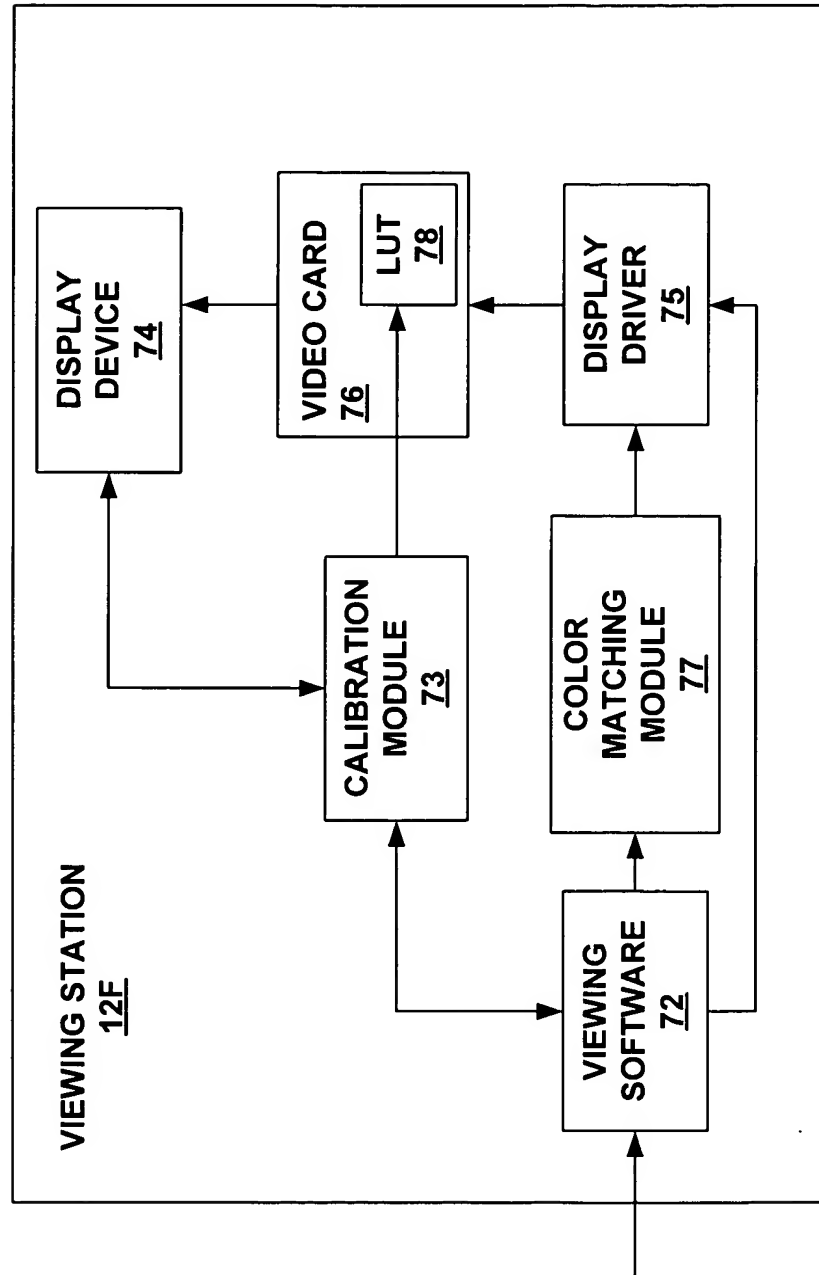 VIEWING STATION
12F
DISPLAY
DEVICE
74
VIDEO CARD
76
LUT
78
CALIBRATION
MODULE
73
VIEWING
SOFTWARE
72
COLOR
MATCHING
MODULE
77
DISPLAY
DRIVER
75